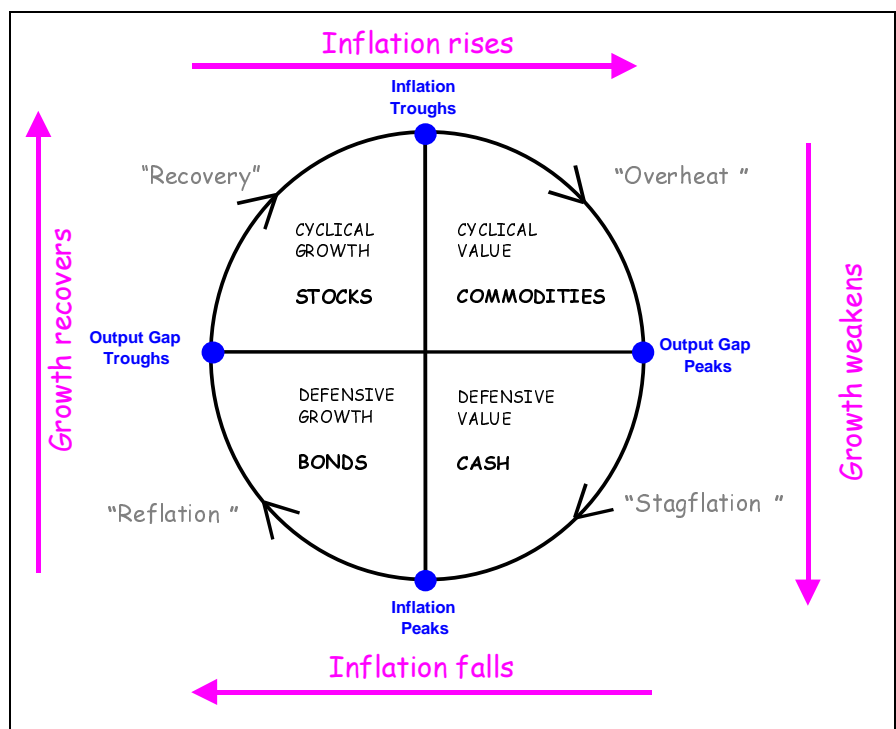 Inflation rises
Inflation
Troughs
“Recovery”
“Overheat ”
CYCLICAL
GROWTH
STOCKS
CYCLICAL
VALUE
COMMODITIES
Growth recovers
Output Gap
Troughs
Output Gap
Peaks
Growth weakens
DEFENSIVE
GROWTH
BONDS
DEFENSIVE
VALUE
CASH
“Reflation ”
“Stagflation ”
Inflation
Peaks
Inflation falls